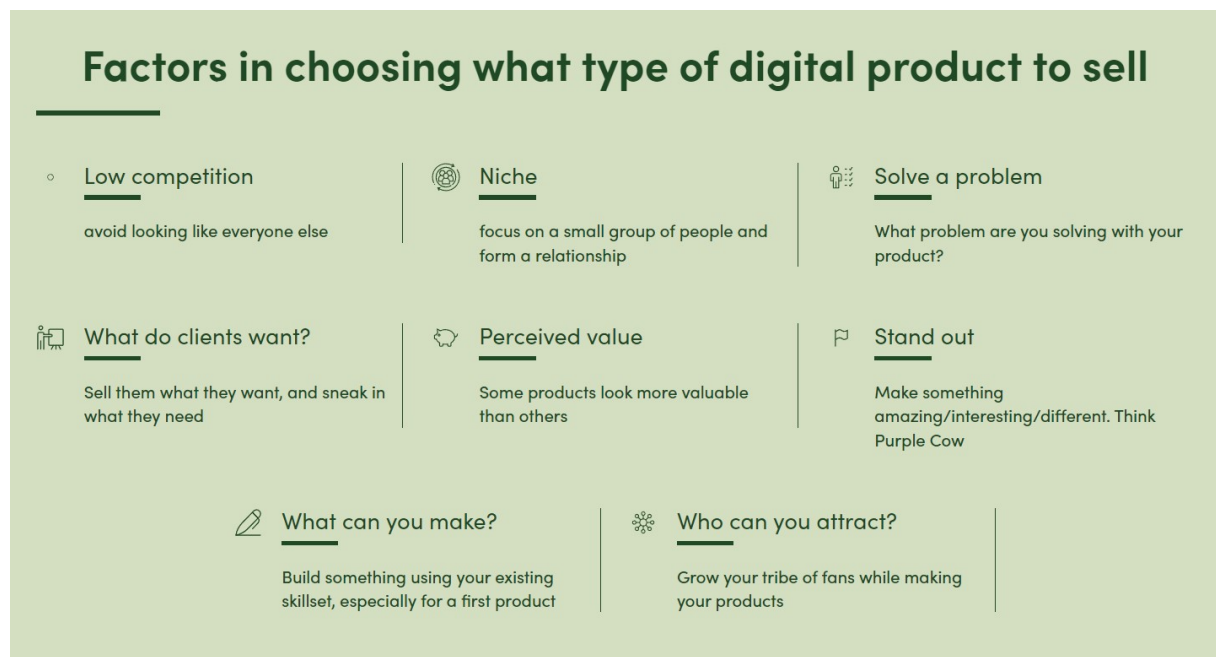 Factors in choosing what type of digital product to sell
Low competition
avoid looking like everyone else
Niche
focus on a small group of people and
form a relationship
Solve a problem
What problem are you solving with your
product?
What do clients want?
Sell them what they want, and sneak in
what they need
Perceived value
Some products look more valuable
than others
Stand out
Make something
amazing/interesting/different. Think
Purple Cow
What can you make?
Build something using your existing
skillset, especially for a first product
Who can you attract?
Grow your tribe of fans while making
your products